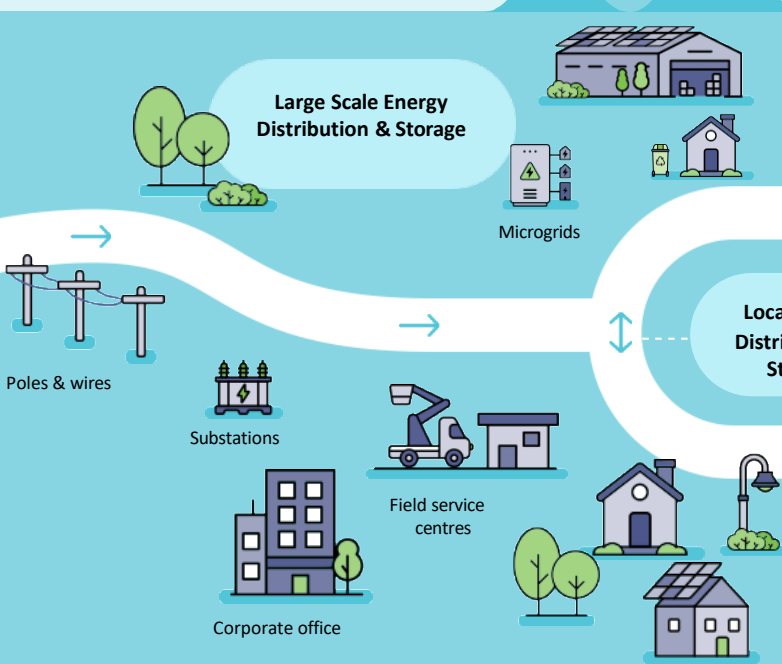 Large Scale Energy
Distribution & Storage
Microgrids
Poles & wires
Substations
Field service
centres
Corporate office